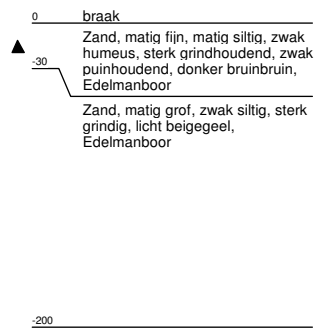 0 braak
Zand, matig fijn, matig siltig, zwak
humeus, sterk grindhoudend, zwak
-30 puinhoudend, donker bruinbruin,
Edelmanboor
Zand, matig grof, zwak siltig, sterk
grindig, licht beigegeel,
Edelmanboor
-200